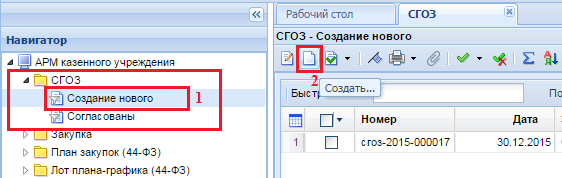 Рабочий стол СГОЗ
Навигатор
АРМ казенного учреждения
СГОЗ
Создание нового 1
Согласованы
Закупка
План закупок (44-ФЗ)
Лот плана-графика (44-ФЗ)
СГОЗ - Создание нового
2 Создать...
Быстр
По
Номер Дата С
1 сгоз-2015-000017 30.12.2015